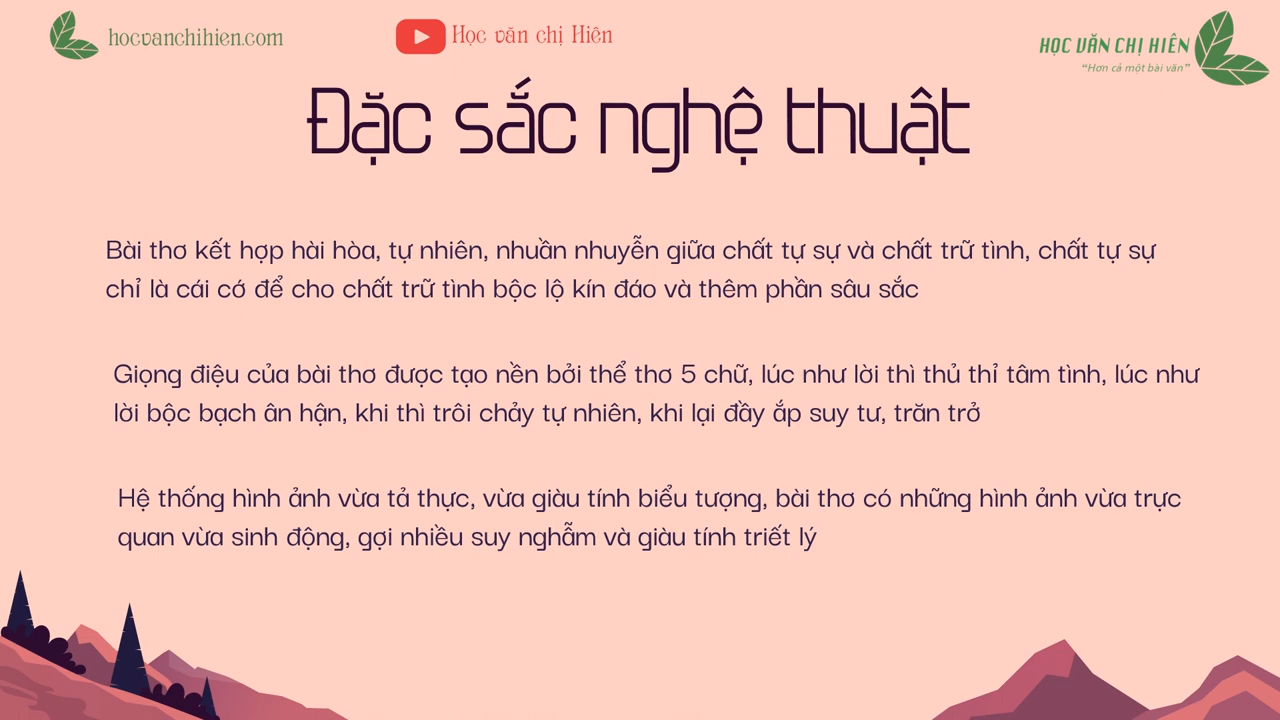 hocvanchihien.com
Học văn chị Hiên
HỌC VĂN CHỊ HIÊN
“Hơn cả một bài văn”
Đặc sắc nghệ thuật
Bài thơ kết hợp hài hòa, tự nhiên, nhuần nhuyễn giữa chất tự sự và chất trữ tình, chất tự sự
chỉ là cái cớ để cho chất trữ tình bộc lộ kín đáo và thêm phần sâu sắc
Giọng điệu của bài thơ được tạo nền bởi thể thơ 5 chữ, lúc như lời thì thủ thỉ tâm tình, lúc như
lời bộc bạch ân hận, khi thì trôi chảy tự nhiên, khi lại đầy ắp suy tư, trăn trở
Hệ thống hình ảnh vừa tả thực, vừa giàu tính biểu tượng, bài thơ có những hình ảnh vừa trực
quan vừa sinh động, gợi nhiều suy nghẫm và giàu tính triết lý